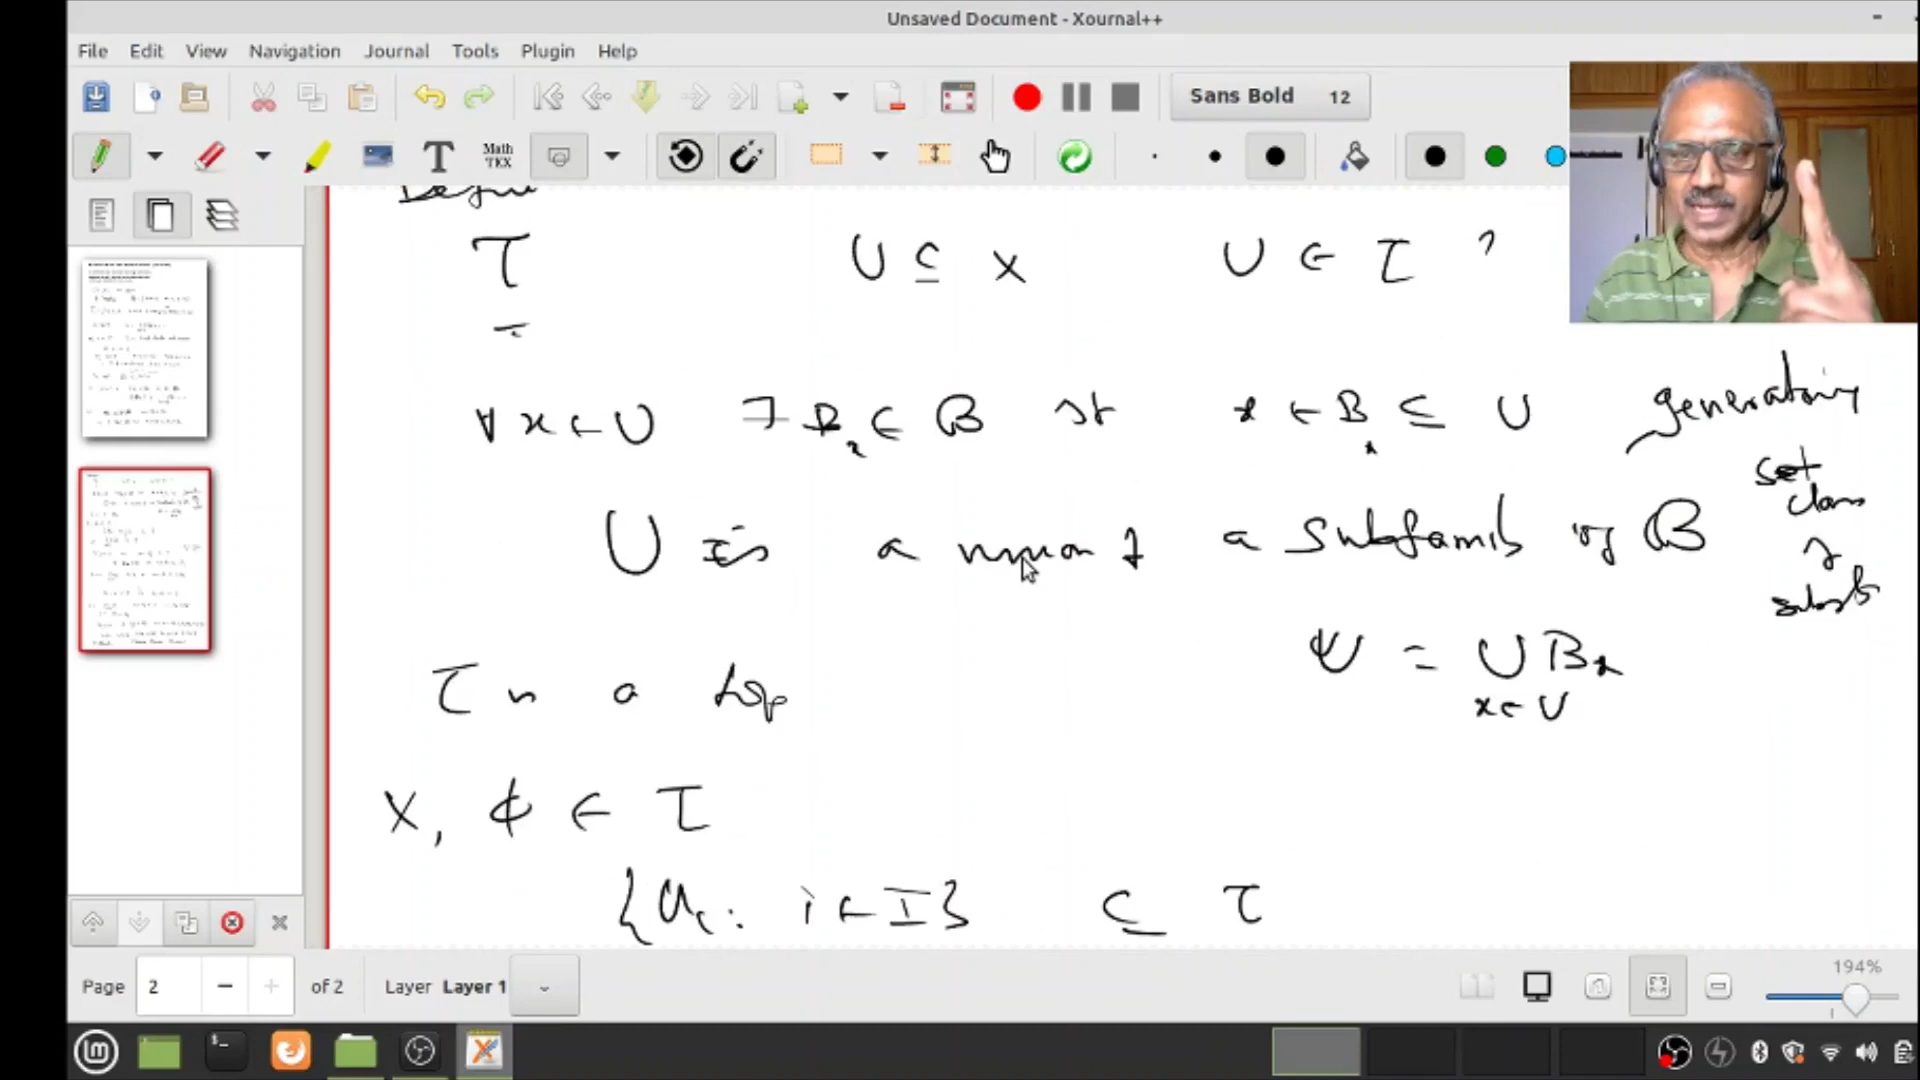 Unsaved Document - Xournal++
File Edit View Navigation Journal Tools Plugin Help
Sans Bold 12
T Math TEX
Define
τ U ⊆ X U ∈ τ ?
∀ x ∈ U ∃ B_x ∈ B st x ∈ B_x ⊆ U generating
set
class
of
subsets
U is a union of a subfamily of B
U = ∪ B_x
x ∈ U
τ is a top
X, ϕ ∈ τ
{U_i : i ∈ I} ⊆ τ
194%
Page 2 of 2 Layer Layer 1